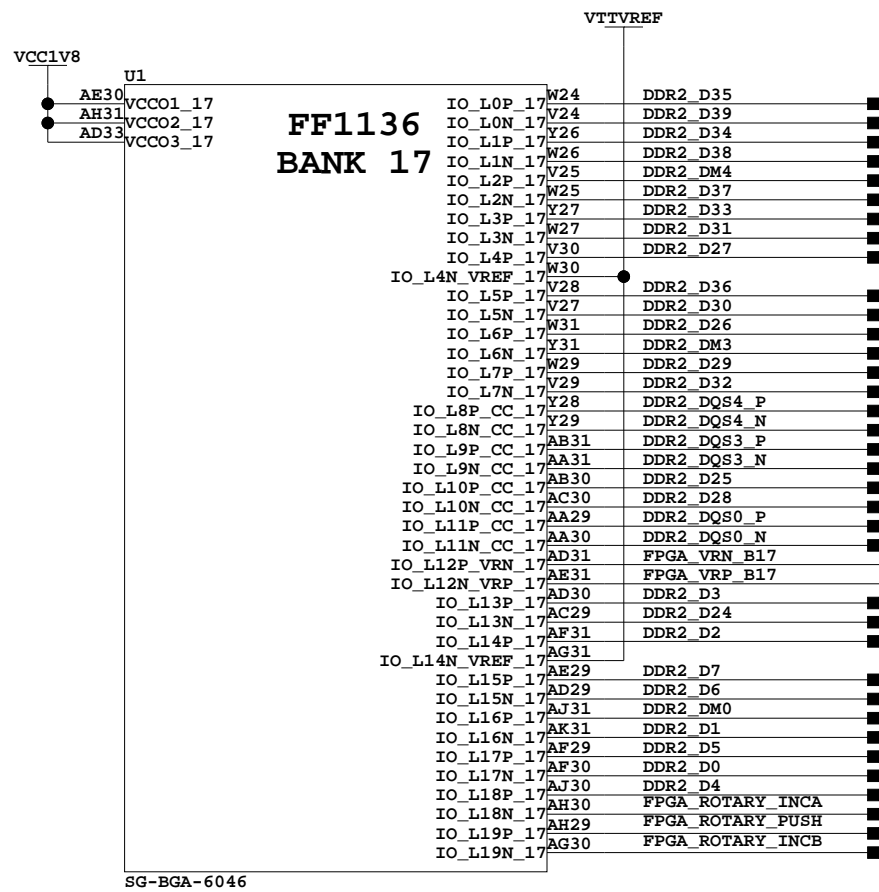 VTTVREF
VCC1V8
U1
FF1136
BANK 17
AE30 VCCO1_17
AH31 VCCO2_17
AD33 VCCO3_17
IO_L0P_17 W24 DDR2_D35
IO_L0N_17 V24 DDR2_D39
IO_L1P_17 Y26 DDR2_D34
IO_L1N_17 W26 DDR2_D38
IO_L2P_17 V25 DDR2_DM4
IO_L2N_17 W25 DDR2_D37
IO_L3P_17 Y27 DDR2_D33
IO_L3N_17 W27 DDR2_D31
IO_L4P_17 V30 DDR2_D27
IO_L4N_VREF_17 W30
IO_L5P_17 V28 DDR2_D36
IO_L5N_17 V27 DDR2_D30
IO_L6P_17 W31 DDR2_D26
IO_L6N_17 Y31 DDR2_DM3
IO_L7P_17 W29 DDR2_D29
IO_L7N_17 V29 DDR2_D32
IO_L8P_CC_17 Y28 DDR2_DQS4_P
IO_L8N_CC_17 Y29 DDR2_DQS4_N
IO_L9P_CC_17 AB31 DDR2_DQS3_P
IO_L9N_CC_17 AA31 DDR2_DQS3_N
IO_L10P_CC_17 AB30 DDR2_D25
IO_L10N_CC_17 AC30 DDR2_D28
IO_L11P_CC_17 AA29 DDR2_DQS0_P
IO_L11N_CC_17 AA30 DDR2_DQS0_N
IO_L12P_VRN_17 AD31 FPGA_VRN_B17
IO_L12N_VRP_17 AE31 FPGA_VRP_B17
IO_L13P_17 AD30 DDR2_D3
IO_L13N_17 AC29 DDR2_D24
IO_L14P_17 AF31 DDR2_D2
IO_L14N_VREF_17 AG31
IO_L15P_17 AE29 DDR2_D7
IO_L15N_17 AD29 DDR2_D6
IO_L16P_17 AJ31 DDR2_DM0
IO_L16N_17 AK31 DDR2_D1
IO_L17P_17 AF29 DDR2_D5
IO_L17N_17 AF30 DDR2_D0
IO_L18P_17 AJ30 DDR2_D4
IO_L18N_17 AH30 FPGA_ROTARY_INCA
IO_L19P_17 AH29 FPGA_ROTARY_PUSH
IO_L19N_17 AG30 FPGA_ROTARY_INCB
SG-BGA-6046